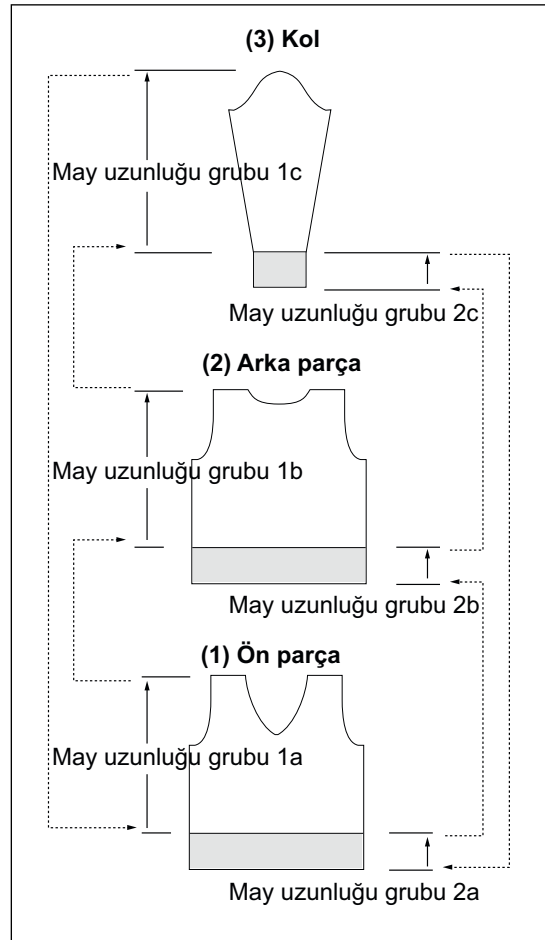 (3) Kol
May uzunluğu grubu 1c
May uzunluğu grubu 2c
(2) Arka parça
May uzunluğu grubu 1b
May uzunluğu grubu 2b
(1) Ön parça
May uzunluğu grubu 1a
May uzunluğu grubu 2a